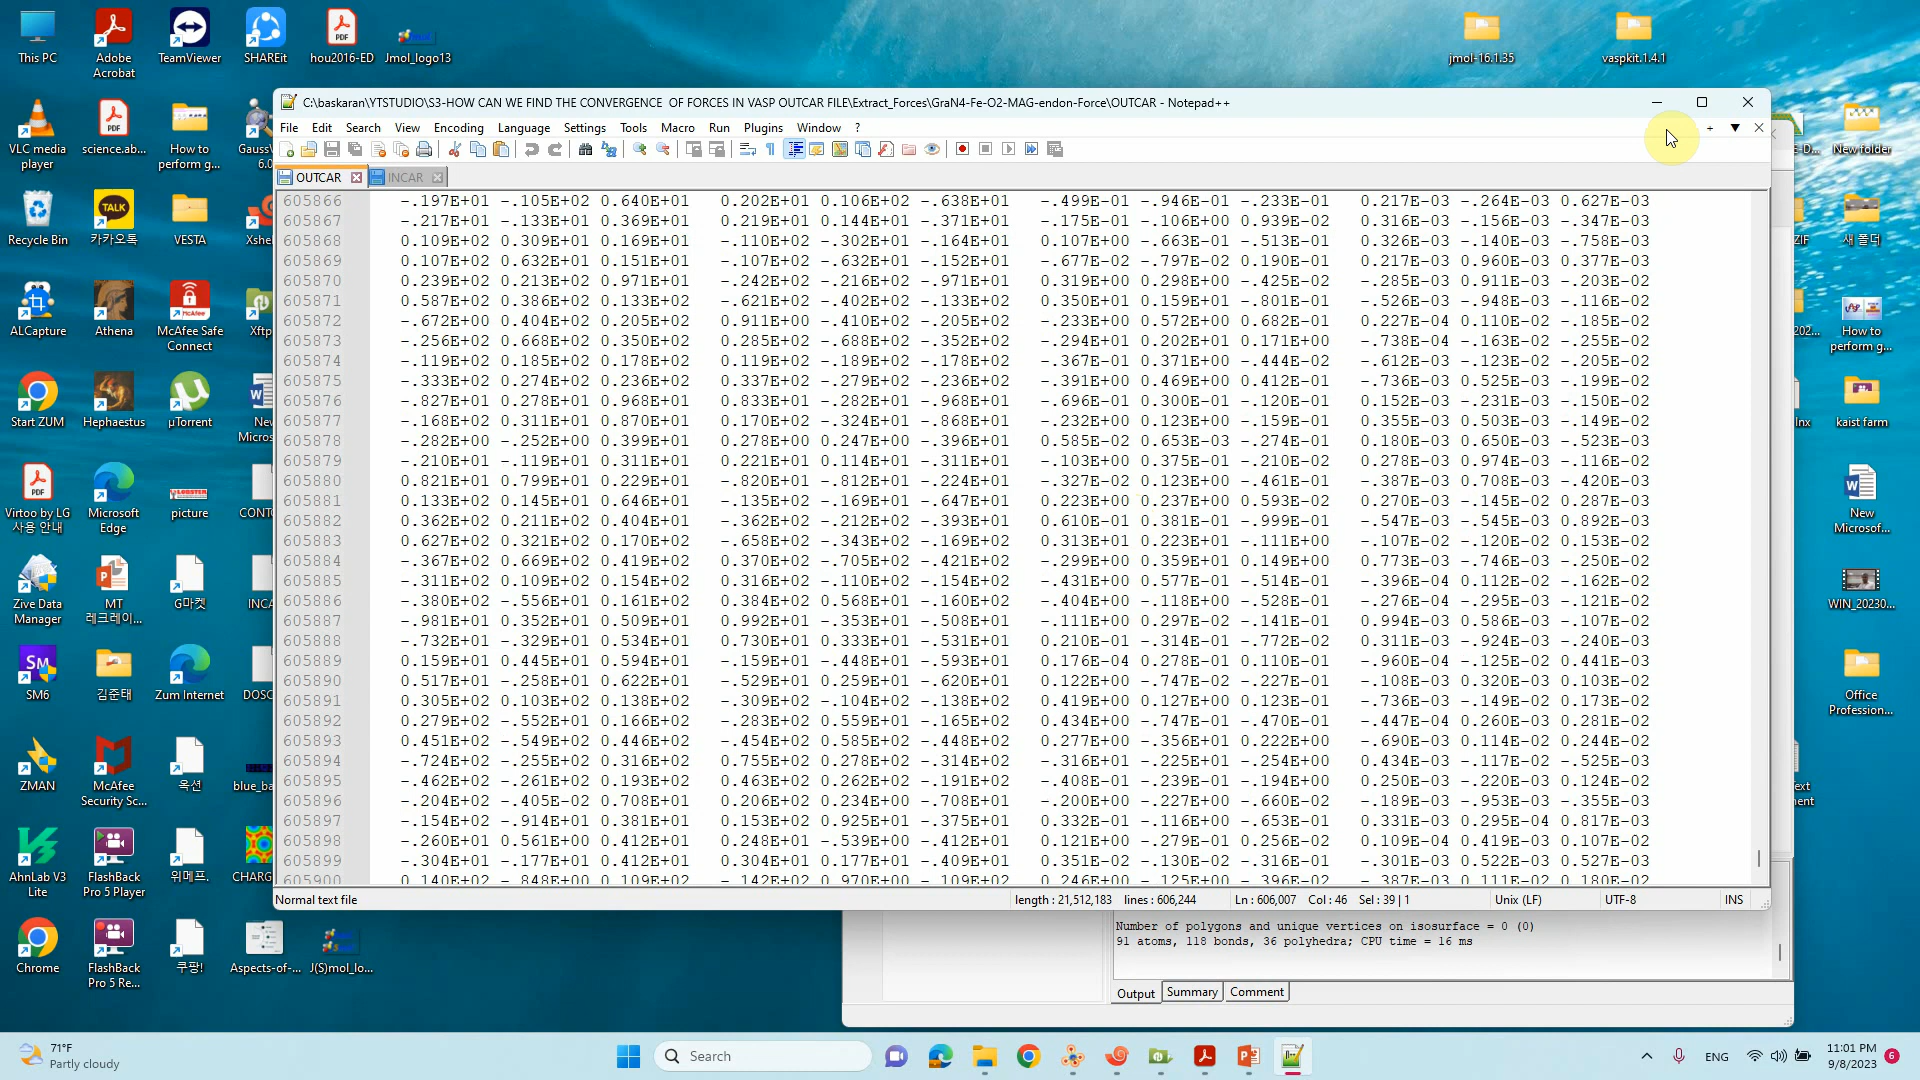 This PC
Adobe Acrobat
TeamViewer
SHAREit
hou2016-ED
Jmol_logo13
jmol-16.1.35
vaspkit.1.4.1
C:\baskaran\YTSTUDIO\S3-HOW CAN WE FIND THE CONVERGENCE OF FORCES IN VASP OUTCAR FILE\Extract_Forces\GraN4-Fe-O2-MAG-endon-Force\OUTCAR - Notepad++
File Edit Search View Encoding Language Settings Tools Macro Run Plugins Window ?
OUTCAR INCAR
605866 -.197E+01 -.105E+02 0.640E+01 0.202E+01 0.106E+02 -.638E+01 -.499E-01 -.946E-01 -.233E-01 0.217E-03 -.264E-03 0.627E-03
605867 -.217E+01 -.133E+01 0.369E+01 0.219E+01 0.144E+01 -.371E+01 -.175E-01 -.106E+00 0.939E-02 0.316E-03 -.156E-03 -.347E-03
605868 0.109E+02 0.309E+01 0.169E+01 -.110E+02 -.302E+01 -.164E+01 0.107E+00 -.663E-01 -.513E-01 0.326E-03 -.140E-03 -.758E-03
605869 0.107E+02 0.632E+01 0.151E+01 -.107E+02 -.632E+01 -.152E+01 -.677E-02 -.797E-02 0.190E-01 0.217E-03 0.960E-03 0.377E-03
605870 0.239E+02 0.213E+02 0.971E+01 -.242E+02 -.216E+02 -.971E+01 0.319E+00 0.298E+00 -.425E-02 -.285E-03 0.911E-03 -.203E-02
605871 0.587E+02 0.386E+02 0.133E+02 -.621E+02 -.402E+02 -.133E+02 0.350E+01 0.159E+01 -.801E-01 -.526E-03 -.948E-03 -.116E-02
605872 -.672E+00 0.404E+02 0.205E+02 0.911E+00 -.410E+02 -.205E+02 -.233E+00 0.572E+00 0.682E-01 0.227E-04 0.110E-02 -.185E-02
605873 -.256E+02 0.668E+02 0.350E+02 0.285E+02 -.688E+02 -.352E+02 -.294E+01 0.202E+01 0.171E+00 -.738E-04 -.163E-02 -.255E-02
605874 -.119E+02 0.185E+02 0.178E+02 0.119E+02 -.189E+02 -.178E+02 -.367E-01 0.371E+00 -.444E-02 -.612E-03 -.123E-02 -.205E-02
605875 -.333E+02 0.274E+02 0.236E+02 0.337E+02 -.279E+02 -.236E+02 -.391E+00 0.469E+00 0.412E-01 -.736E-03 0.525E-03 -.199E-02
605876 -.827E+01 0.278E+01 0.968E+01 0.833E+01 -.282E+01 -.968E+01 -.696E-01 0.300E-01 -.120E-01 0.152E-03 -.231E-03 -.150E-02
605877 -.168E+02 0.311E+01 0.870E+01 0.170E+02 -.324E+01 -.868E+01 -.232E+00 0.123E+00 -.159E-01 0.355E-03 0.503E-03 -.149E-02
605878 -.282E+00 -.252E+00 0.399E+01 0.278E+00 0.247E+00 -.396E+01 0.585E-02 0.653E-03 -.274E-01 0.180E-03 0.650E-03 -.523E-03
605879 -.210E+01 -.119E+01 0.311E+01 0.221E+01 0.114E+01 -.311E+01 -.103E+00 0.375E-01 -.210E-02 0.278E-03 0.974E-03 -.116E-02
605880 0.821E+01 0.799E+01 0.229E+01 -.820E+01 -.812E+01 -.224E+01 -.327E-02 0.123E+00 -.461E-01 -.387E-03 0.708E-03 -.420E-03
605881 0.133E+02 0.145E+01 0.646E+01 -.135E+02 -.169E+01 -.647E+01 0.223E+00 0.237E+00 0.593E-02 0.270E-03 -.145E-02 0.287E-03
605882 0.362E+02 0.211E+02 0.404E+01 -.362E+02 -.212E+02 -.393E+01 0.610E-01 0.381E-01 -.999E-01 -.547E-03 -.545E-03 0.892E-03
605883 0.627E+02 0.321E+02 0.170E+02 -.658E+02 -.343E+02 -.169E+02 0.313E+01 0.223E+01 -.111E+00 -.107E-02 -.120E-02 0.153E-02
605884 -.367E+02 0.669E+02 0.419E+02 0.370E+02 -.705E+02 -.421E+02 -.299E+00 0.359E+01 0.149E+00 0.773E-03 -.746E-03 -.250E-02
605885 -.311E+02 0.109E+02 0.154E+02 0.316E+02 -.110E+02 -.154E+02 -.431E+00 0.577E-01 -.514E-01 -.396E-04 0.112E-02 -.162E-02
605886 -.380E+02 -.556E+01 0.161E+02 0.384E+02 0.568E+01 -.160E+02 -.404E+00 -.118E+00 -.528E-01 -.276E-04 -.295E-03 -.121E-02
605887 -.981E+01 0.352E+01 0.509E+01 0.992E+01 -.353E+01 -.508E+01 -.111E+00 0.297E-02 -.141E-01 0.994E-03 0.586E-03 -.107E-02
605888 -.732E+01 -.329E+01 0.534E+01 0.730E+01 0.333E+01 -.531E+01 0.210E-01 -.314E-01 -.772E-02 0.311E-03 -.924E-03 -.240E-03
605889 0.159E+01 0.445E+01 0.594E+01 -.159E+01 -.448E+01 -.593E+01 0.176E-04 0.278E-01 0.110E-01 -.960E-04 -.125E-02 0.441E-03
605890 0.517E+01 -.258E+01 0.622E+01 -.529E+01 0.259E+01 -.620E+01 0.122E+00 -.747E-02 -.227E-01 -.108E-03 0.320E-03 0.103E-02
605891 0.305E+02 0.103E+02 0.138E+02 -.309E+02 -.104E+02 -.138E+02 0.419E+00 0.127E+00 0.123E-01 -.736E-03 -.149E-02 0.173E-02
605892 0.279E+02 -.552E+01 0.166E+02 -.283E+02 0.559E+01 -.165E+02 0.434E+00 -.747E-01 -.470E-01 -.447E-04 0.260E-03 0.281E-02
605893 0.451E+02 -.549E+02 0.446E+02 -.454E+02 0.585E+02 -.448E+02 0.277E+00 -.356E+01 0.222E+00 -.690E-03 0.114E-02 0.244E-02
605894 -.724E+02 -.255E+02 0.316E+02 0.755E+02 0.278E+02 -.314E+02 -.316E+01 -.225E+01 -.254E+00 0.434E-03 -.117E-02 -.525E-03
605895 -.462E+02 -.261E+02 0.193E+02 0.463E+02 0.262E+02 -.191E+02 -.408E-01 -.239E-01 -.194E+00 0.250E-03 -.220E-03 0.124E-02
605896 -.204E+02 -.405E-02 0.708E+01 0.206E+02 0.234E+00 -.708E+01 -.200E+00 -.227E+00 -.660E-02 -.189E-03 -.953E-03 -.355E-03
605897 -.154E+02 -.914E+01 0.381E+01 0.153E+02 0.925E+01 -.375E+01 0.332E-01 -.116E+00 -.653E-01 0.331E-03 0.295E-04 0.817E-03
605898 -.260E+01 0.561E+00 0.412E+01 0.248E+01 -.539E+00 -.412E+01 0.121E+00 -.279E-01 0.256E-02 0.109E-04 0.419E-03 0.107E-02
605899 -.304E+01 -.177E+01 0.412E+01 0.304E+01 0.177E+01 -.409E+01 0.351E-02 -.130E-02 -.316E-01 -.301E-03 0.522E-03 0.527E-03
605900 0.140E+02 -.848E+00 0.109E+02 -.142E+02 0.970E+00 -.109E+02 0.246E+00 -.125E+00 -.396E-02 -.387E-03 0.111E-02 0.180E-02
Normal text file length : 21,512,183 lines : 606,244 Ln : 606,007 Col : 46 Sel : 39 | 1 Unix (LF) UTF-8 INS
Number of polygons and unique vertices on isosurface = 0 (0)
91 atoms, 118 bonds, 36 polyhedra; CPU time = 16 ms
Output Summary Comment
VLC media player
science.ab...
How to perform g...
GaussV 6.0
Recycle Bin
카카오톡
VESTA
Xshe
ALCapture
Athena
McAfee Safe Connect
Xftp
Start ZUM
Hephaestus
µTorrent
New Micros
Virtoo by LG 사용 안내
Microsoft Edge
picture
CONTC
Zive Data Manager
MT 레크레이...
G마켓
INCA
SM6
김준태
Zum Internet
DOSC
ZMAN
McAfee Security Sc...
옥션
blue_ba
AhnLab V3 Lite
FlashBack Pro 5 Player
위메프.
CHARG
Chrome
FlashBack Pro 5 Re...
쿠팡!
Aspects-of-...
J(S)mol_lo...
New folder
ZIF
새 폴더
How to perform g...
kaist farm
New Microsof...
WIN_20230...
Office Profession...
71°F
Partly cloudy
Search
ENG
11:01 PM
9/8/2023
6